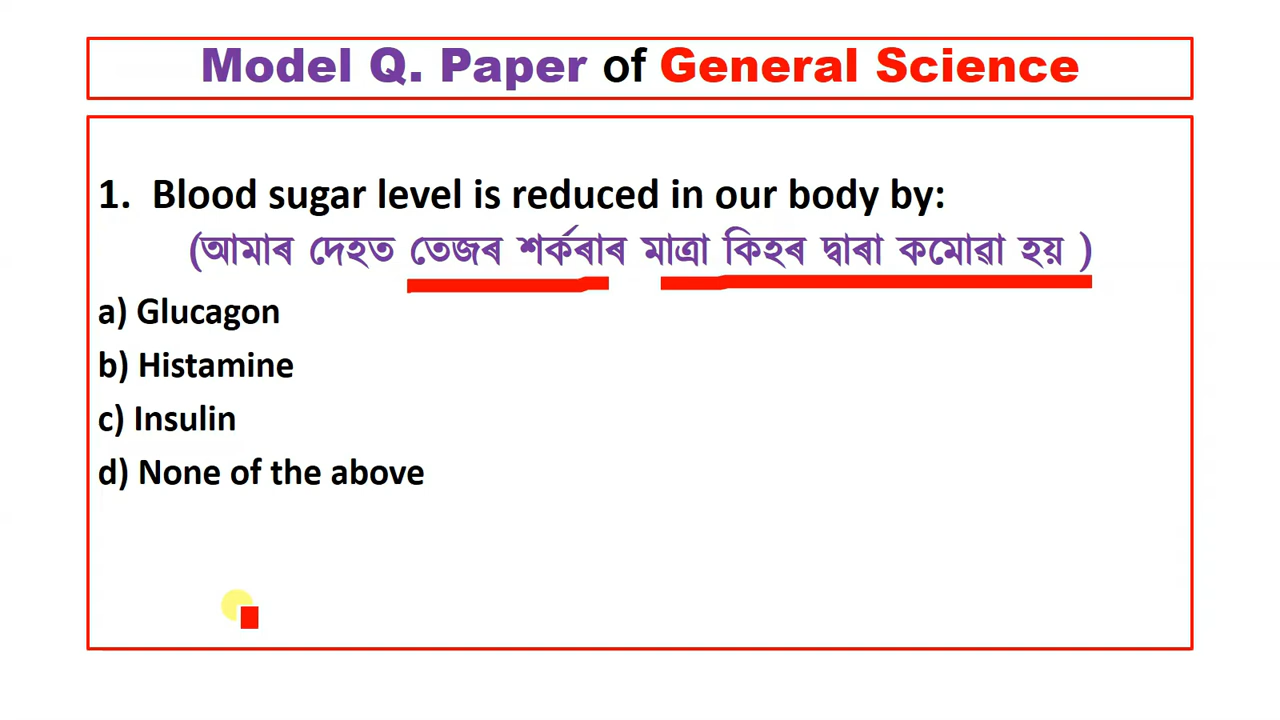 Model Q. Paper of General Science
1. Blood sugar level is reduced in our body by:
(আমাৰ দেহত তেজৰ শৰ্কৰাৰ মাত্ৰা কিহৰ দ্বাৰা কমোৱা হয় )
a) Glucagon
b) Histamine
c) Insulin
d) None of the above